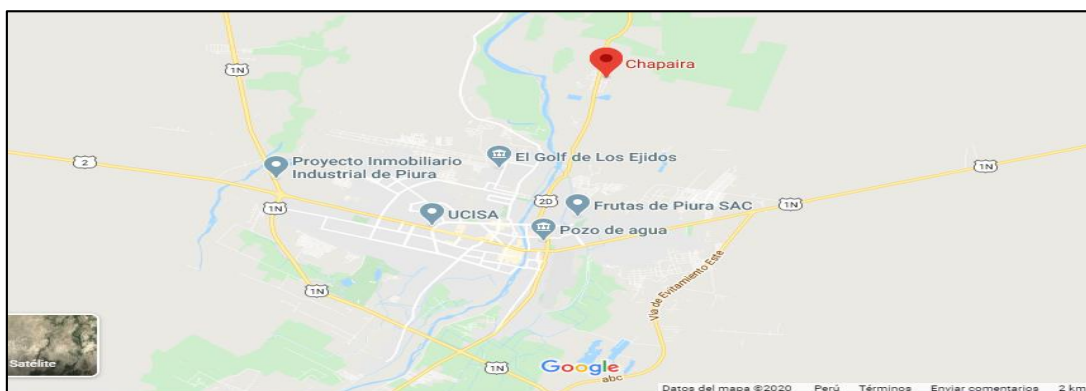 Chapaira
1N
2
Proyecto Inmobiliario
Industrial de Piura
El Golf de Los Ejidos
1N
2D
Frutas de Piura SAC
1N
1N
UCISA
Pozo de agua
Vía de Evitamiento Este
1N
Satélite
Google
abc
Datos del mapa ©2020 Perú Términos Enviar comentarios 2 km